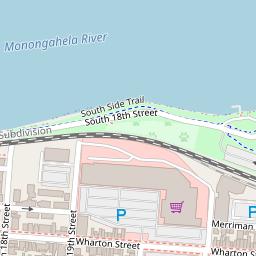 Monongahela River
South Side Trail
South 18th Street
Subdivision
18th Street
19th Street
P
Merriman
P
Wharton Street
Wharton Street